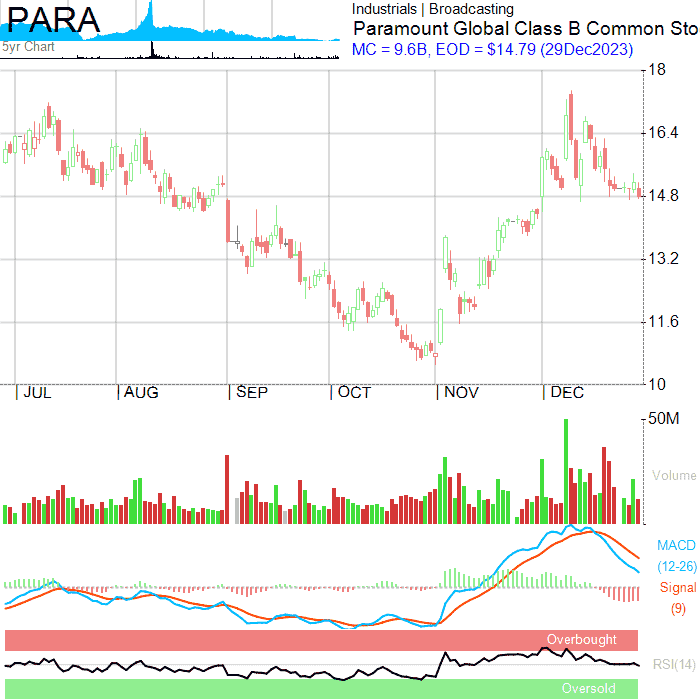 PARA
5yr Chart
Industrials | Broadcasting
Paramount Global Class B Common Sto
MC = 9.6B, EOD = $14.79 (29Dec2023)
18
16.4
14.8
13.2
11.6
10
JUL AUG SEP OCT NOV DEC
50M
Volume
MACD
(12-26)
Signal
(9)
Overbought
RSI(14)
Oversold